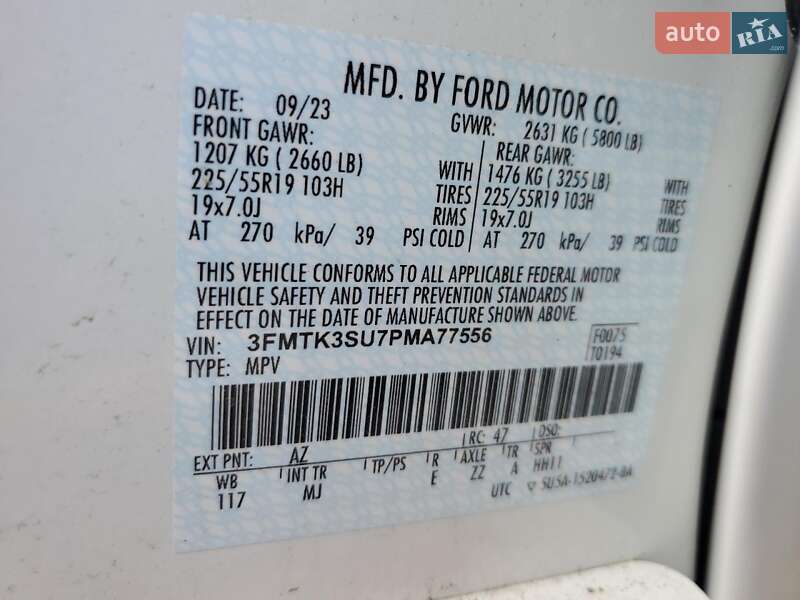 auto RIA.com
MFD. BY FORD MOTOR CO.
DATE: 09/23 GVWR: 2631 KG ( 5800 LB)
FRONT GAWR: REAR GAWR:
1207 KG ( 2660 LB) WITH 1476 KG ( 3255 LB) WITH
225/55R19 103H TIRES 225/55R19 103H TIRES
19x7.0J RIMS 19x7.0J RIMS
AT 270 kPa/ 39 PSI COLD AT 270 kPa/ 39 PSI COLD
THIS VEHICLE CONFORMS TO ALL APPLICABLE FEDERAL MOTOR
VEHICLE SAFETY AND THEFT PREVENTION STANDARDS IN
EFFECT ON THE DATE OF MANUFACTURE SHOWN ABOVE.
VIN: 3FMTK3SU7PMA77556 F0075
TYPE: MPV T0194
EXT PNT: AZ RC: 47 DSO:
WB INT TR TP/PS R AXLE TR SPR
117 MJ E ZZ A HH11
UTC SU5A-1520472-BA